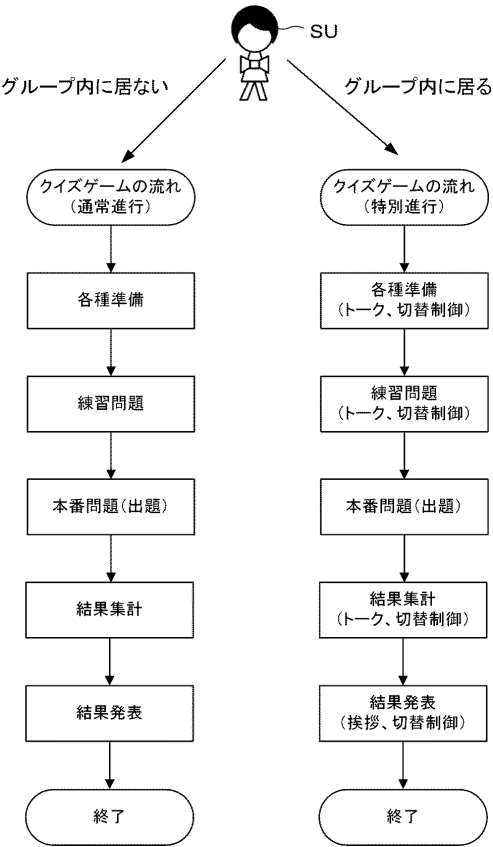 SU
グループ内に居ない
グループ内に居る
クイズゲームの流れ
（通常進行）
各種準備
練習問題
本番問題（出題）
結果集計
結果発表
終了
クイズゲームの流れ
（特別進行）
各種準備
（トーク、切替制御）
練習問題
（トーク、切替制御）
本番問題（出題）
結果集計
（トーク、切替制御）
結果発表
（挨拶、切替制御）
終了